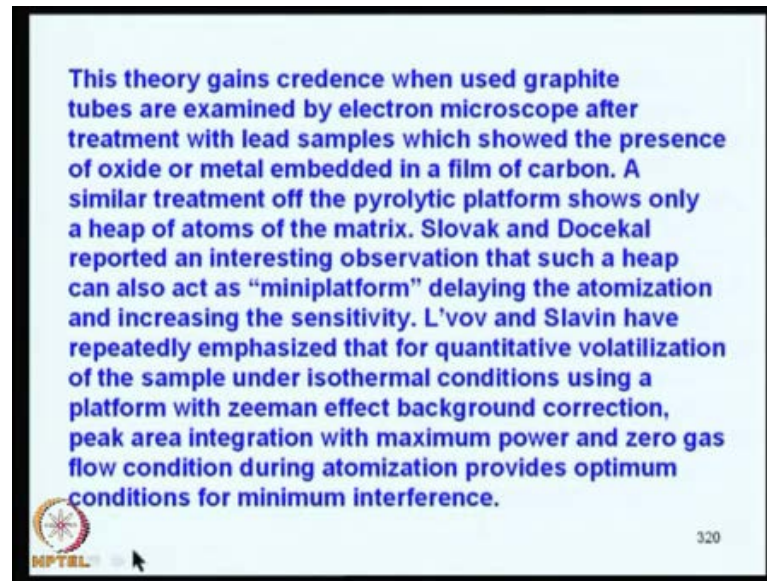 This theory gains credence when used graphite
tubes are examined by electron microscope after
treatment with lead samples which showed the presence
of oxide or metal embedded in a film of carbon. A
similar treatment off the pyrolytic platform shows only
a heap of atoms of the matrix. Slovak and Docekal
reported an interesting observation that such a heap
can also act as “miniplatform” delaying the atomization
and increasing the sensitivity. L’vov and Slavin have
repeatedly emphasized that for quantitative volatilization
of the sample under isothermal conditions using a
platform with zeeman effect background correction,
peak area integration with maximum power and zero gas
flow condition during atomization provides optimum
conditions for minimum interference.
320
NPTEL